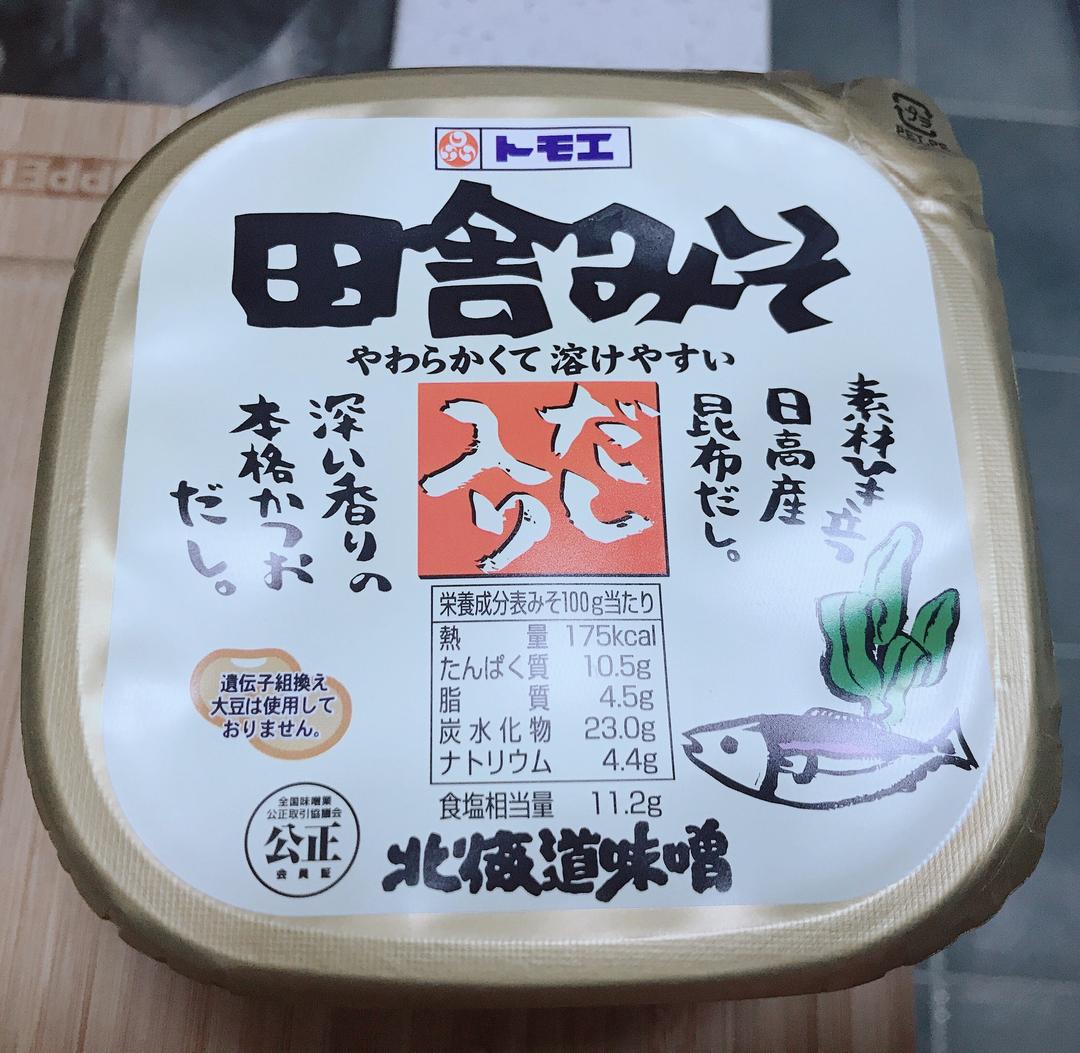 トモエ
田舎みそ
やわらかくて 溶けやすい
素材ひき立つ
日高産
昆布だし。
だし
入り
深い香りの
本格かつお
だし。
栄養成分表みそ100g当たり
熱量 175kcal
たんぱく質 10.5g
脂質 4.5g
炭水化物 23.0g
ナトリウム 4.4g
食塩相当量 11.2g
遺伝子組換え
大豆は使用して
おりません。
全国味噌業
公正取引協議会
公正
会員証
北海道味噌